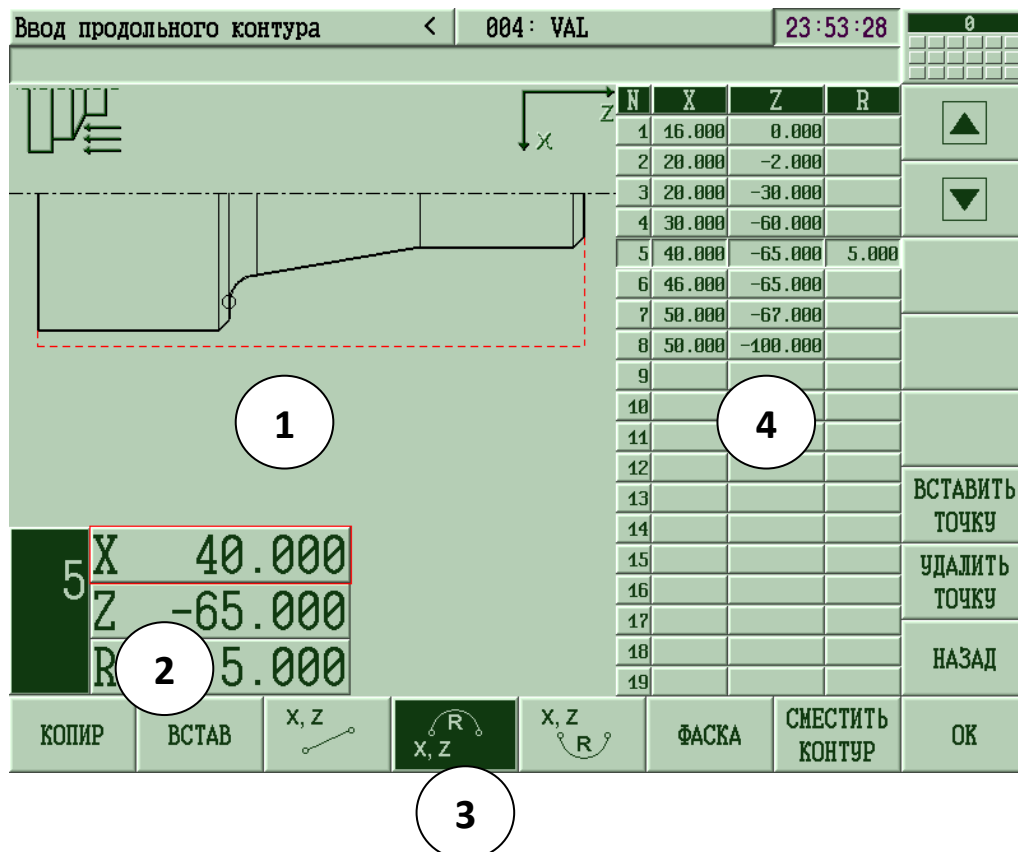 Ввод продольного контура < 004: VAL 23:53:28 0
Z
X
N X Z R
1 16.000 0.000
2 20.000 -2.000
3 20.000 -30.000
4 30.000 -60.000
5 40.000 -65.000 5.000
6 46.000 -65.000
7 50.000 -67.000
8 50.000 -100.000
9
10
11
12
13
14
15
16
17
18
19
1
4
5
X 40.000
Z -65.000
R 5.000
2
ВСТАВИТЬ
ТОЧКУ
УДАЛИТЬ
ТОЧКУ
НАЗАД
КОПИР
ВСТАВ
X, Z
R
X, Z
X, Z
R
ФАСКА
СМЕСТИТЬ
КОНТУР
ОК
3